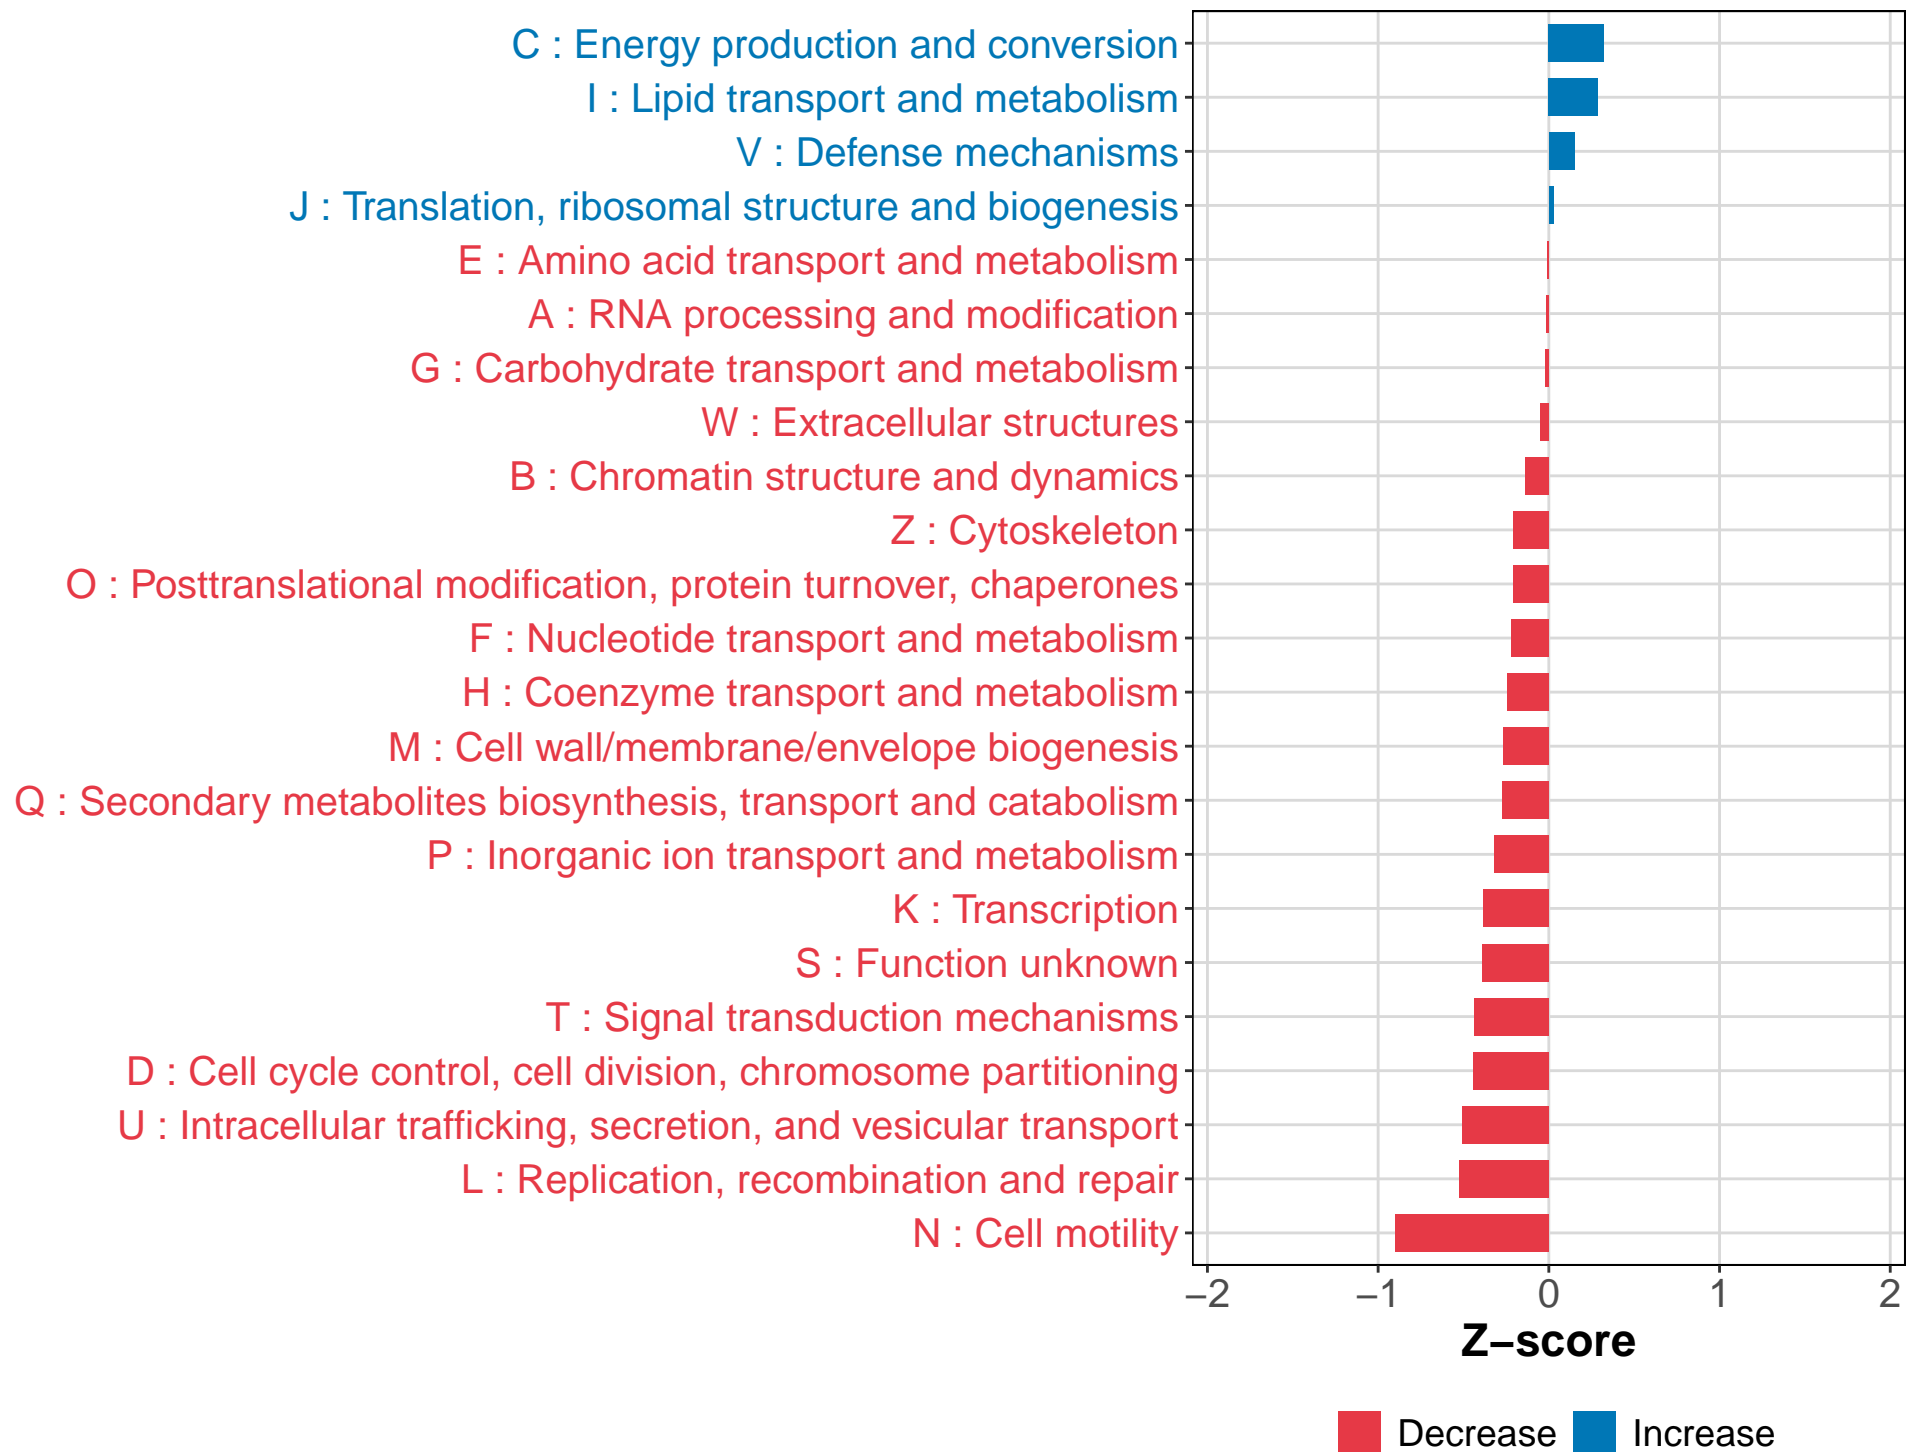 C : Energy production and conversion
I : Lipid transport and metabolism
V : Defense mechanisms
J : Translation, ribosomal structure and biogenesis
E : Amino acid transport and metabolism
A : RNA processing and modification
G : Carbohydrate transport and metabolism
W : Extracellular structures
B : Chromatin structure and dynamics
Z : Cytoskeleton
O : Posttranslational modification, protein turnover, chaperones
F : Nucleotide transport and metabolism
H : Coenzyme transport and metabolism
M : Cell wall/membrane/envelope biogenesis
Q : Secondary metabolites biosynthesis, transport and catabolism
P : Inorganic ion transport and metabolism
K : Transcription
S : Function unknown
T : Signal transduction mechanisms
D : Cell cycle control, cell division, chromosome partitioning
U : Intracellular trafficking, secretion, and vesicular transport
L : Replication, recombination and repair
N : Cell motility
−2 −1 0 1 2
Z−score
Decrease Increase